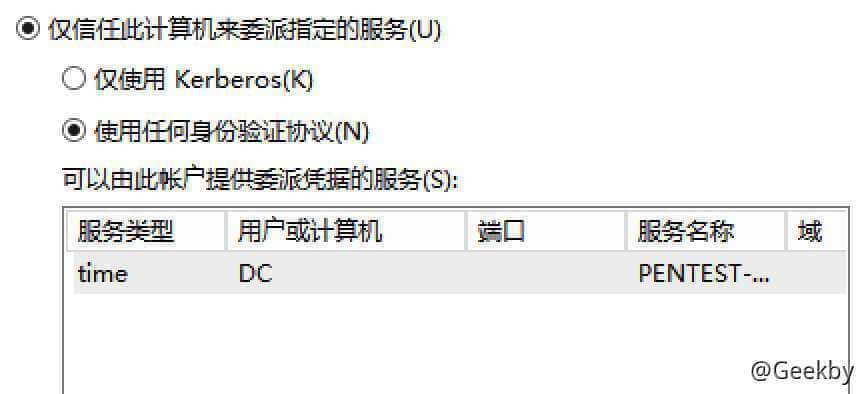 仅信任此计算机来委派指定的服务(U)
仅使用 Kerberos(K)
使用任何身份验证协议(N)
可以由此帐户提供委派凭据的服务(S):
服务类型 用户或计算机 端口 服务名称 域
time DC PENTEST-...
@Geekby